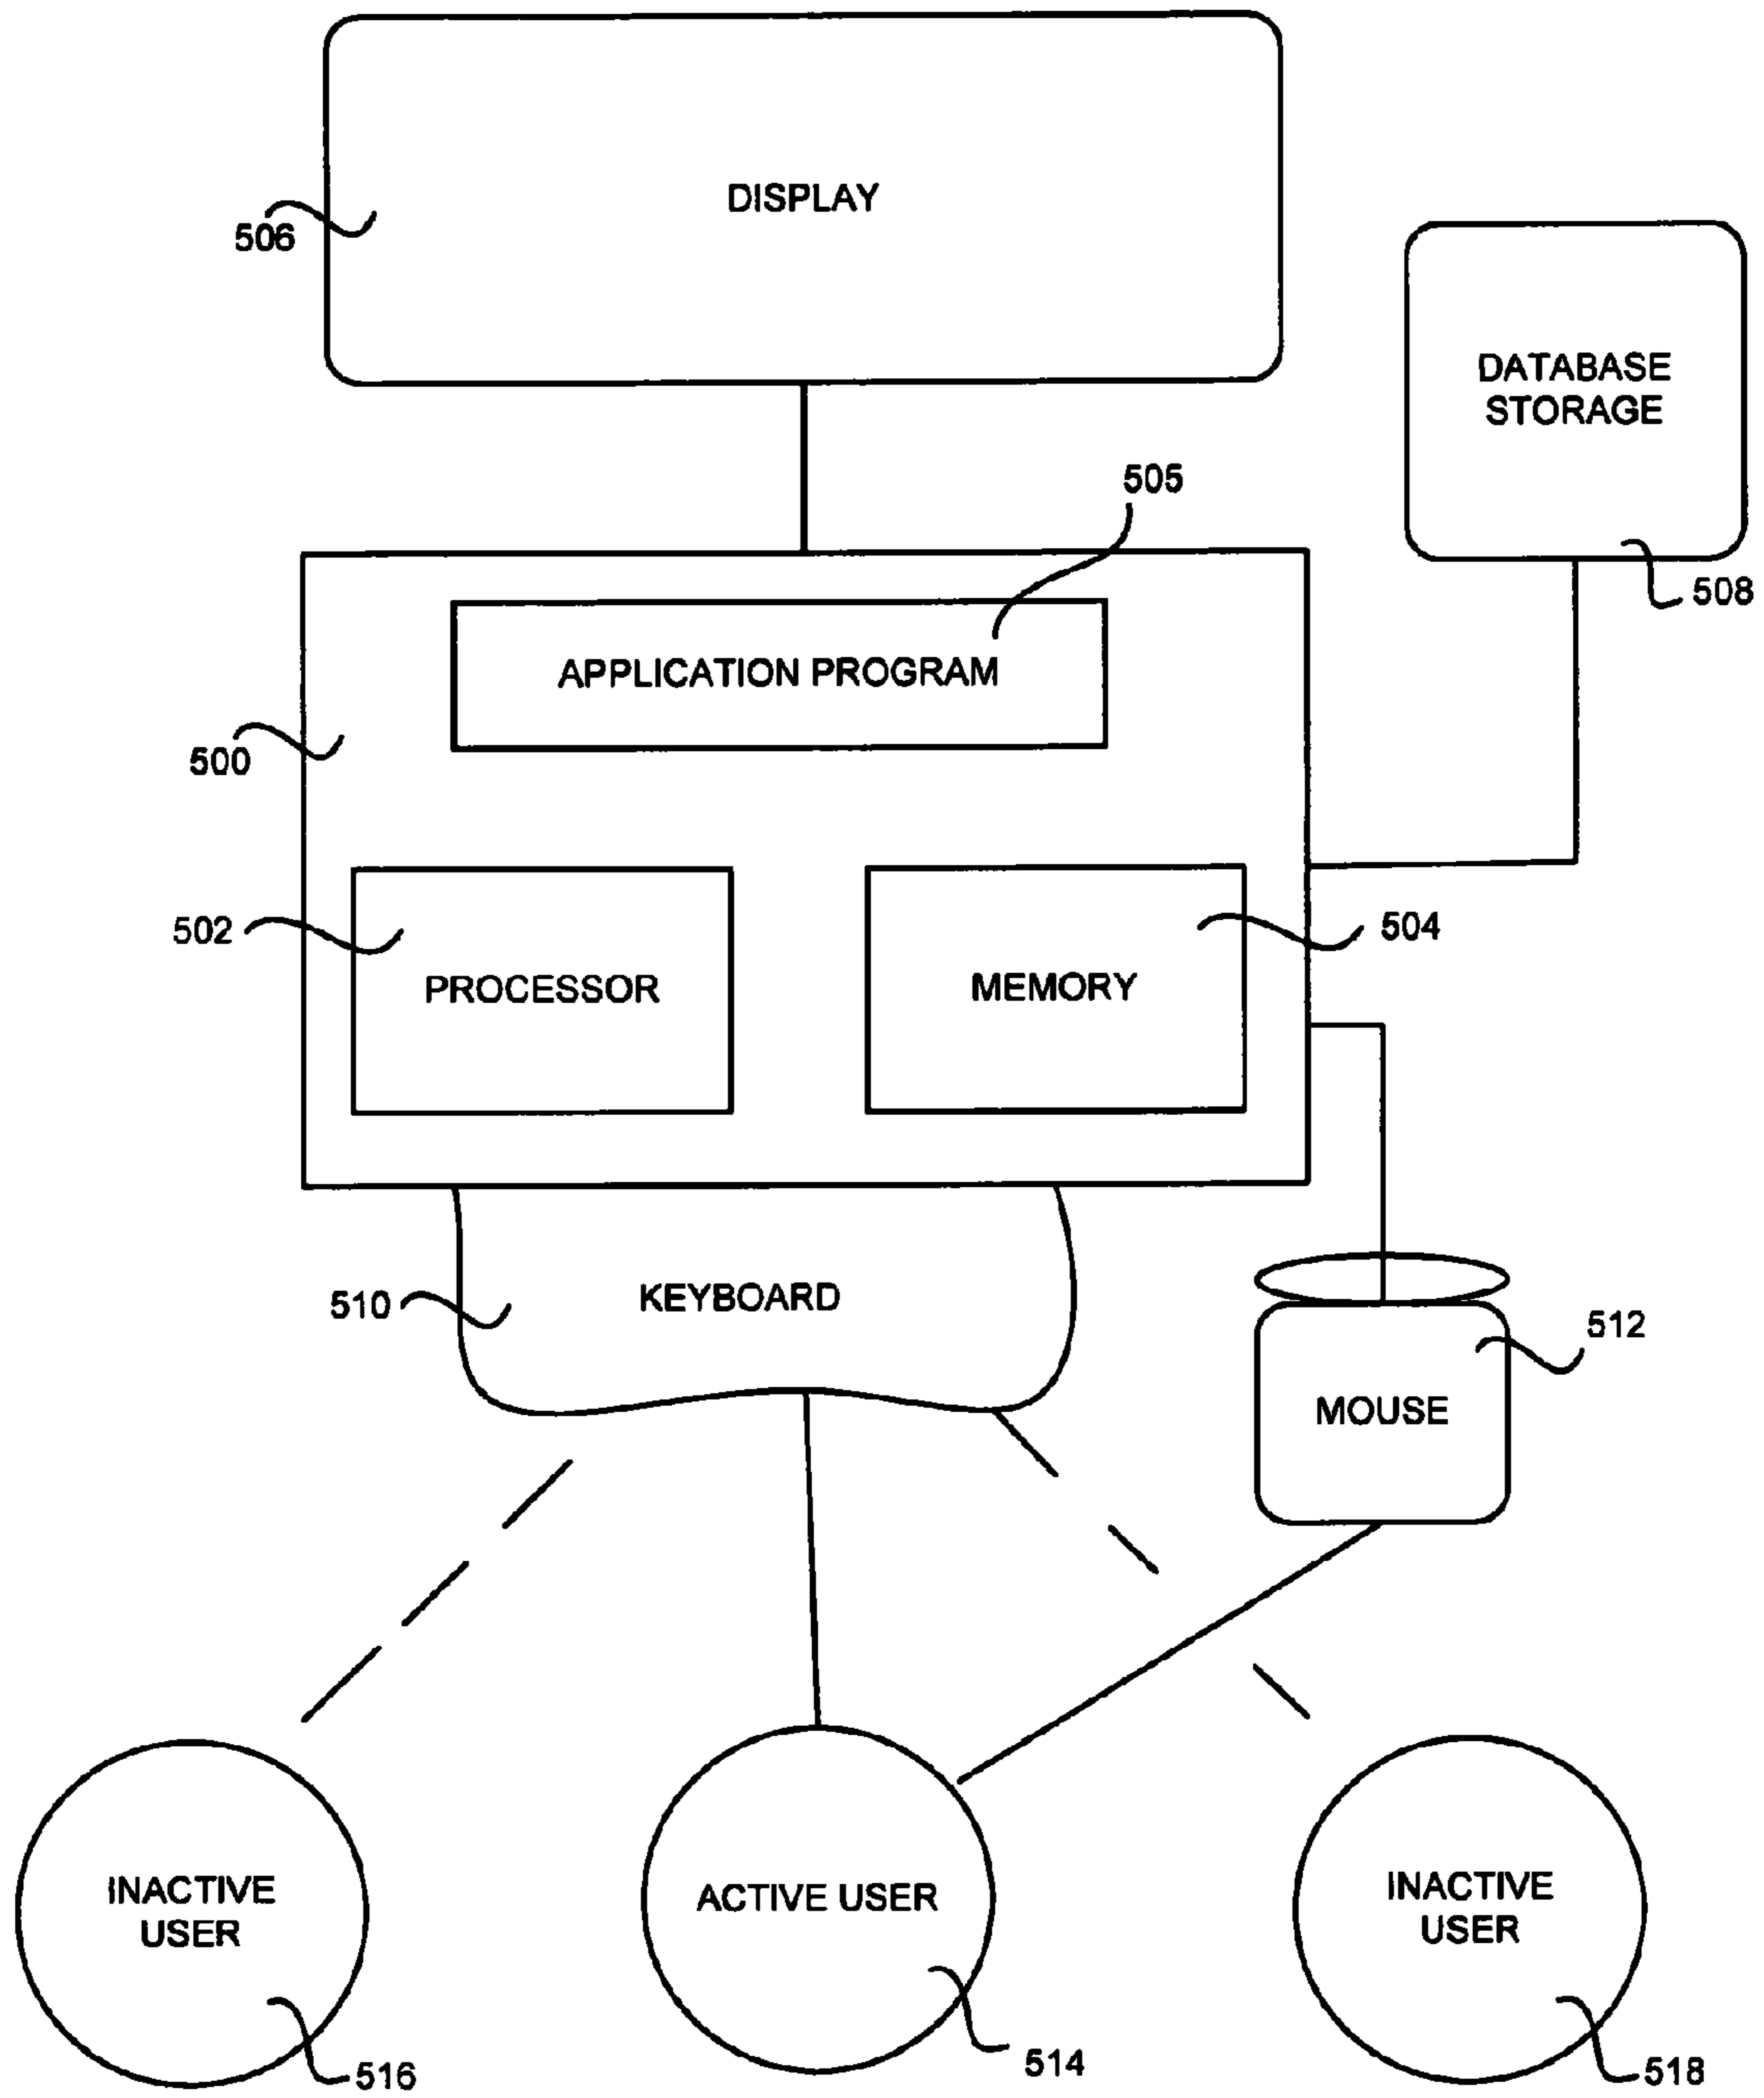 DISPLAY
506
DATABASE
STORAGE
505
508
APPLICATION PROGRAM
500
502
504
PROCESSOR
MEMORY
510
KEYBOARD
512
MOUSE
INACTIVE
USER
ACTIVE USER
INACTIVE
USER
516
514
518